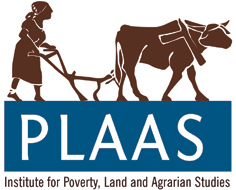 PLAAS
Institute for Poverty, Land and Agrarian Studies